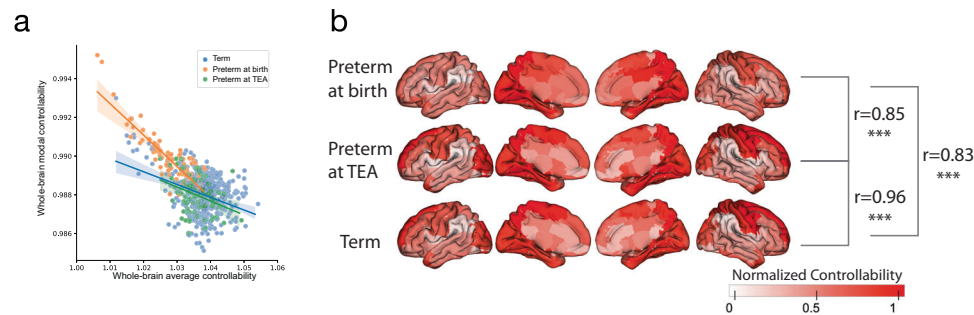 a
Term
Preterm at birth
Preterm at TEA
Whole-brain modal controllability
0.994
0.992
0.990
0.988
0.986
1.00
1.01
1.02
1.03
1.04
1.05
1.06
Whole-brain average controllability
b
Preterm
at birth
Preterm
at TEA
Term
r=0.85
***
r=0.96
***
r=0.83
***
Normalized Controllability
0
0.5
1